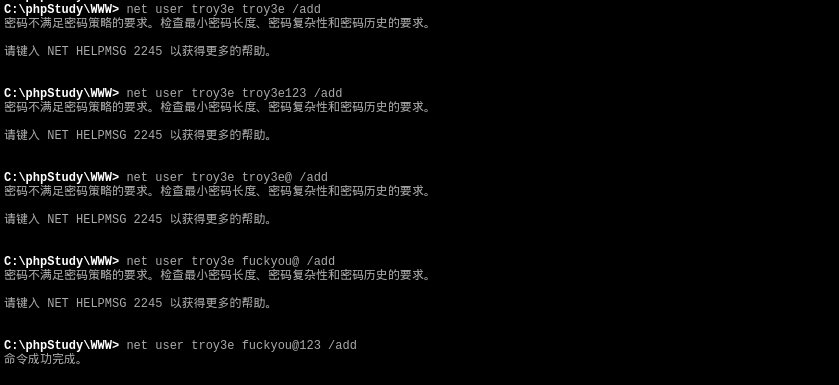 C:\phpStudy\WWW> net user troy3e troy3e /add
密码不满足密码策略的要求。检查最小密码长度、密码复杂性和密码历史的要求。
请键入 NET HELPMSG 2245 以获得更多的帮助。
C:\phpStudy\WWW> net user troy3e troy3e123 /add
密码不满足密码策略的要求。检查最小密码长度、密码复杂性和密码历史的要求。
请键入 NET HELPMSG 2245 以获得更多的帮助。
C:\phpStudy\WWW> net user troy3e troy3e@ /add
密码不满足密码策略的要求。检查最小密码长度、密码复杂性和密码历史的要求。
请键入 NET HELPMSG 2245 以获得更多的帮助。
C:\phpStudy\WWW> net user troy3e fuckyou@ /add
密码不满足密码策略的要求。检查最小密码长度、密码复杂性和密码历史的要求。
请键入 NET HELPMSG 2245 以获得更多的帮助。
C:\phpStudy\WWW> net user troy3e fuckyou@123 /add
命令成功完成。